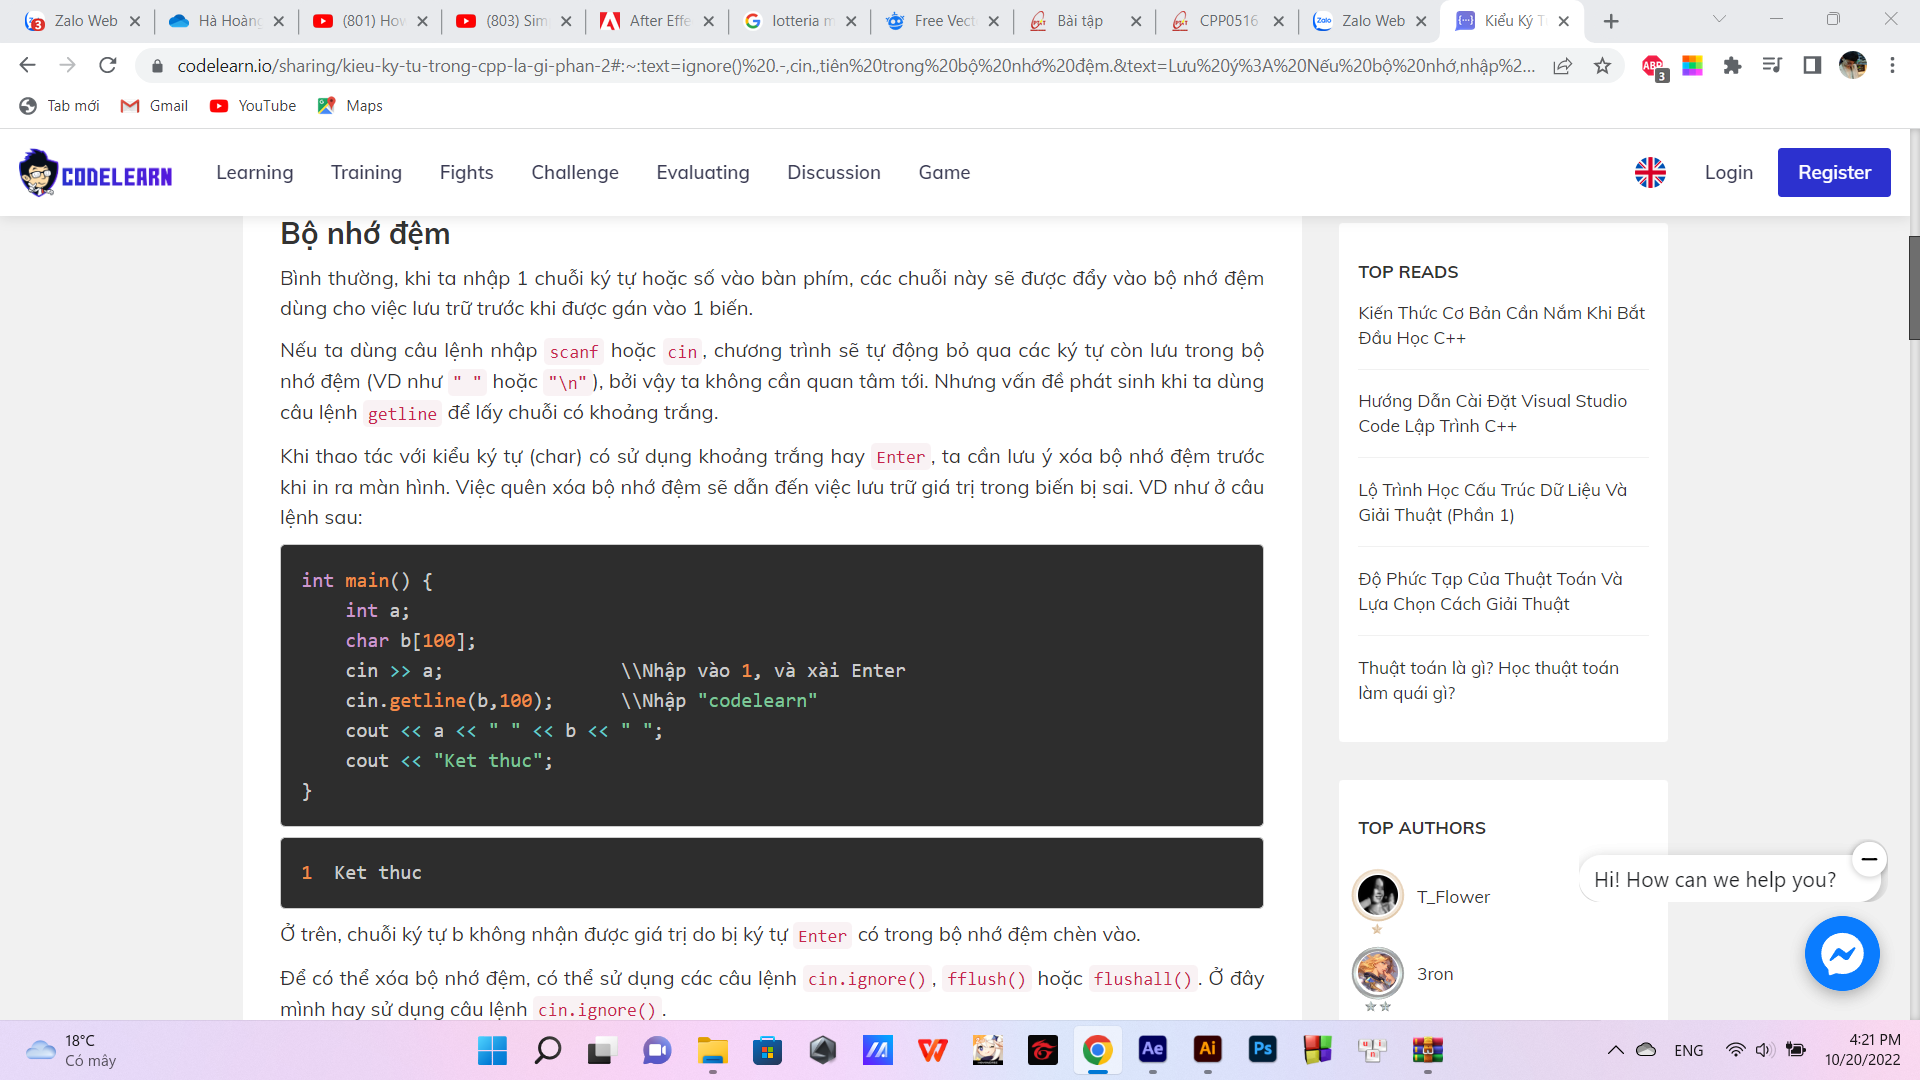 Zalo Web
Hà Hoàng
(801) How
(803) Sim
After Effe
lotteria m
Free Vect
Bài tập
CPP0516
Zalo Web
Kiểu Ký T
codelearn.io/sharing/kieu-ky-tu-trong-cpp-la-gi-phan-2#:~:text=ignore()%20.-,cin.,tiên%20trong%20bộ%20nhớ%20đệm.&text=Lưu%20ý%3A%20Nếu%20bộ%20nhớ,nhập%2...
ABP
3
Tab mới
Gmail
YouTube
Maps
CODELEARN
Learning
Training
Fights
Challenge
Evaluating
Discussion
Game
Login
Register
Bộ nhớ đệm
Bình thường, khi ta nhập 1 chuỗi ký tự hoặc số vào bàn phím, các chuỗi này sẽ được đẩy vào bộ nhớ đệm
dùng cho việc lưu trữ trước khi được gán vào 1 biến.
Nếu ta dùng câu lệnh nhập scanf hoặc cin, chương trình sẽ tự động bỏ qua các ký tự còn lưu trong bộ
nhớ đệm (VD như " " hoặc "\n"), bởi vậy ta không cần quan tâm tới. Nhưng vấn đề phát sinh khi ta dùng
câu lệnh getline để lấy chuỗi có khoảng trắng.
Khi thao tác với kiểu ký tự (char) có sử dụng khoảng trắng hay Enter, ta cần lưu ý xóa bộ nhớ đệm trước
khi in ra màn hình. Việc quên xóa bộ nhớ đệm sẽ dẫn đến việc lưu trữ giá trị trong biến bị sai. VD như ở câu
lệnh sau:
int main() {
int a;
char b[100];
cin >> a; \\Nhập vào 1, và xài Enter
cin.getline(b,100); \\Nhập "codelearn"
cout << a << " " << b << " ";
cout << "Ket thuc";
}
1 Ket thuc
Ở trên, chuỗi ký tự b không nhận được giá trị do bị ký tự Enter có trong bộ nhớ đệm chèn vào.
Để có thể xóa bộ nhớ đệm, có thể sử dụng các câu lệnh cin.ignore(), fflush() hoặc flushall(). Ở đây
mình hay sử dụng câu lệnh cin.ignore().
TOP READS
Kiến Thức Cơ Bản Cần Nắm Khi Bắt
Đầu Học C++
Hướng Dẫn Cài Đặt Visual Studio
Code Lập Trình C++
Lộ Trình Học Cấu Trúc Dữ Liệu Và
Giải Thuật (Phần 1)
Độ Phức Tạp Của Thuật Toán Và
Lựa Chọn Cách Giải Thuật
Thuật toán là gì? Học thuật toán
làm quái gì?
TOP AUTHORS
T_Flower
3ron
Hi! How can we help you?
18°C
Có mây
Ae
Ai
Ps
ENG
4:21 PM
10/20/2022